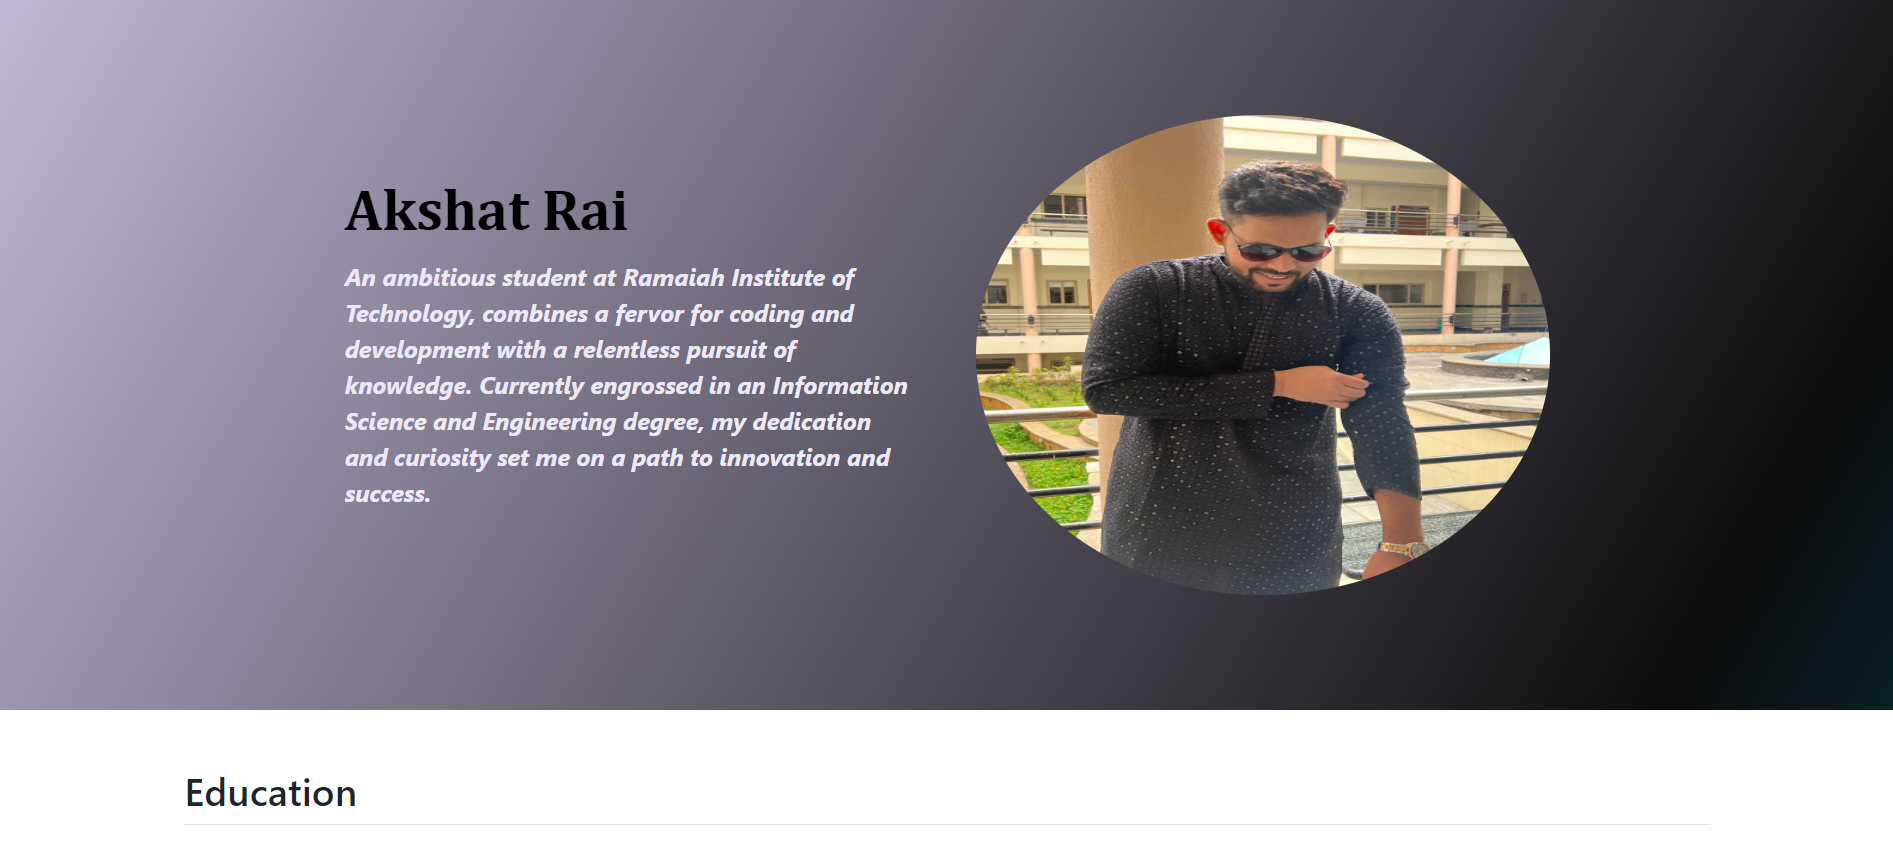 Akshat Rai
An ambitious student at Ramaiah Institute of
Technology, combines a fervor for coding and
development with a relentless pursuit of
knowledge. Currently engrossed in an Information
Science and Engineering degree, my dedication
and curiosity set me on a path to innovation and
success.
Education